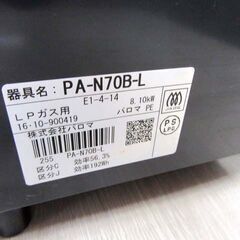 器具名: PA-N70B-L
E1-4-14 8.10kW
LPガス用 パロマ PE
16·10-900419
株式会社パロマ
255 PA-N70B-L
区分G 効率56.3%
区分J 効率192Wh
PS
LPG